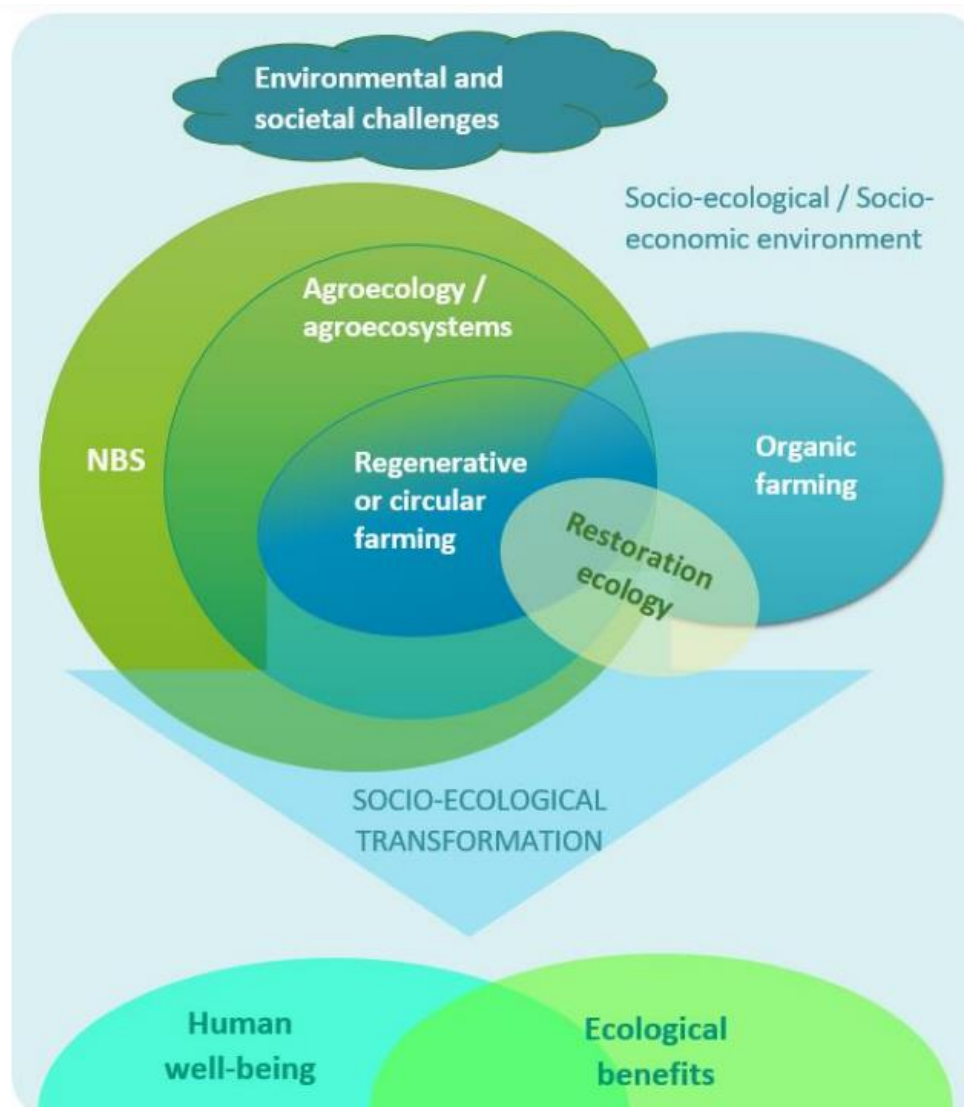 Environmental and
societal challenges
Socio-ecological / Socio-
economic environment
Agroecology /
agroecosystems
NBS
Regenerative
or circular
farming
Organic
farming
Restoration
ecology
SOCIO-ECOLOGICAL
TRANSFORMATION
Human
well-being
Ecological
benefits